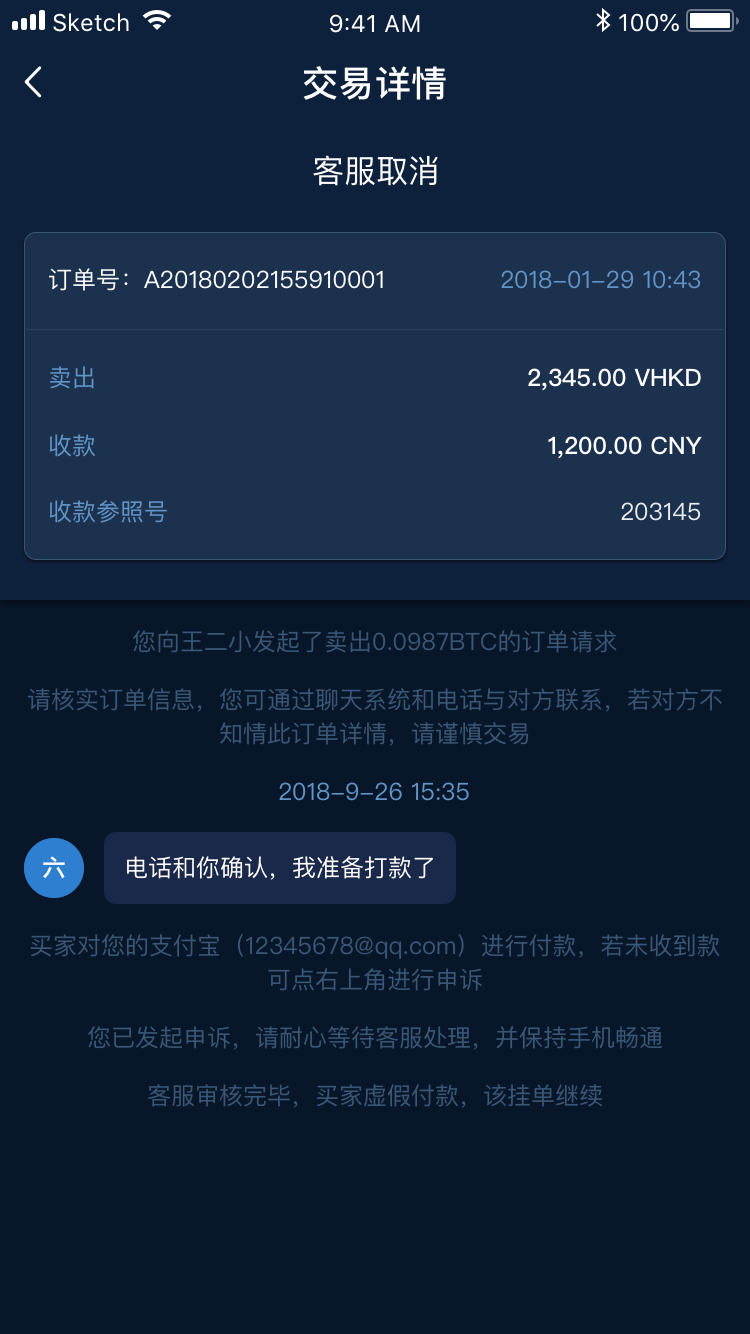 Sketch 9:41 AM 100%
交易详情
客服取消
订单号：A20180202155910001 2018-01-29 10:43
卖出 2,345.00 VHKD
收款 1,200.00 CNY
收款参照号 203145
您向王二小发起了卖出0.0987BTC的订单请求
请核实订单信息，您可通过聊天系统和电话与对方联系，若对方不
知情此订单详情，请谨慎交易
2018-9-26 15:35
六 电话和你确认，我准备打款了
买家对您的支付宝（12345678@qq.com）进行付款，若未收到款
可点右上角进行申诉
您已发起申诉，请耐心等待客服处理，并保持手机畅通
客服审核完毕，买家虚假付款，该挂单继续